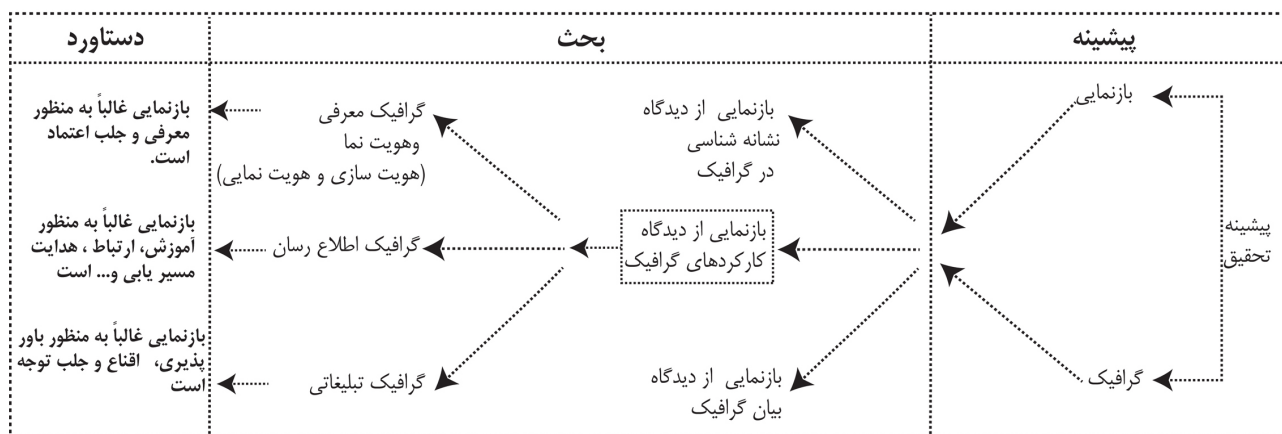 پیشینه
بحث
دستاورد
بازنمایی
پیشینه
تحقیق
گرافیک
بازنمایی از دیدگاه
نشانه شناسی
در گرافیک
بازنمایی از دیدگاه
کارکردهای گرافیک
بازنمایی از دیدگاه
بیان گرافیک
گرافیک معرفی
وهویت نما
(هویت سازی و هویت نمایی)
گرافیک اطلاع رسان
گرافیک تبلیغاتی
بازنمایی غالباً به منظور
معرفی و جلب اعتماد
است.
بازنمایی غالباً به منظور
آموزش، ارتباط ، هدایت
مسیر یابی و... است
بازنمایی غالباً به منظور باور
پذیری، اقناع و جلب توجه
است